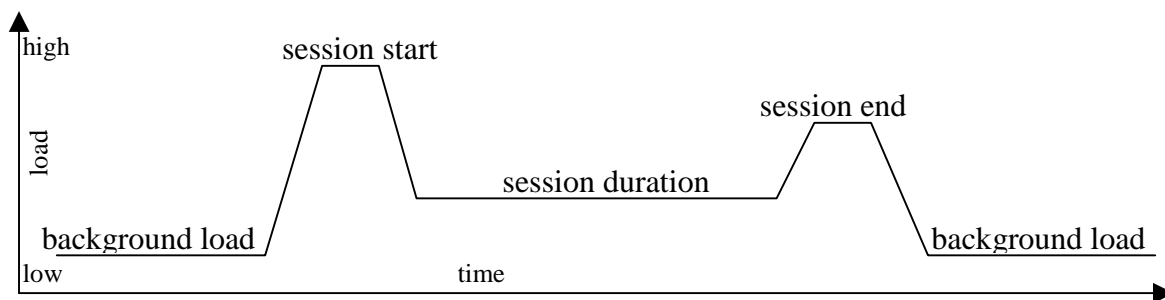 high
session start
session end
load
session duration
background load
background load
low
time